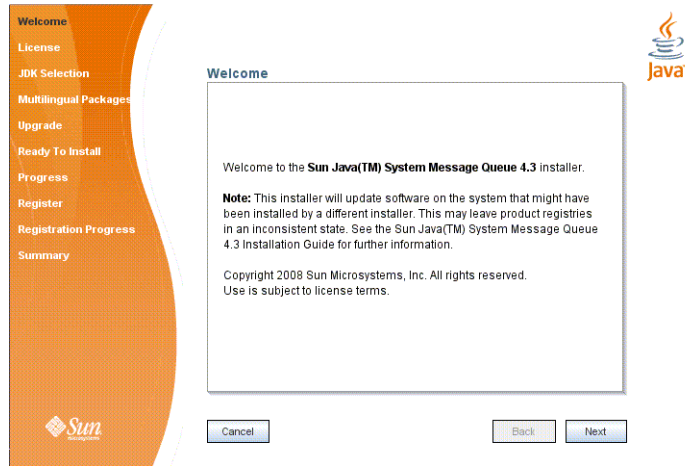 Welcome
License
JDK Selection
Multilingual Packages
Upgrade
Ready To Install
Progress
Register
Registration Progress
Summary
Sun
microsystems
Java
Welcome
Welcome to the Sun Java(TM) System Message Queue 4.3 installer.
Note: This installer will update software on the system that might have
been installed by a different installer. This may leave product registries
in an inconsistent state. See the Sun Java(TM) System Message Queue
4.3 Installation Guide for further information.
Copyright 2008 Sun Microsystems, Inc. All rights reserved.
Use is subject to license terms.
Cancel
Back
Next